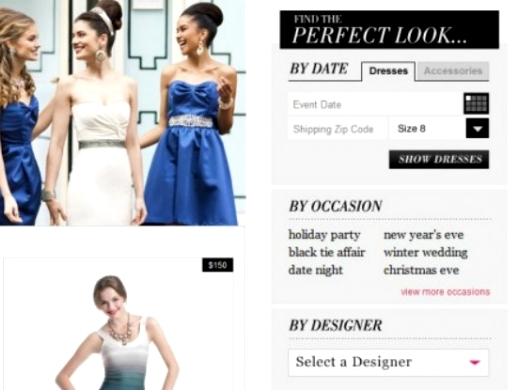 FIND THE
PERFECT LOOK...
BY DATE
Dresses
Accessories
Event Date
Shipping Zip Code
Size 8
SHOW DRESSES
BY OCCASION
holiday party
new year's eve
black tie affair
winter wedding
date night
christmas eve
view more occasions
BY DESIGNER
Select a Designer
$150